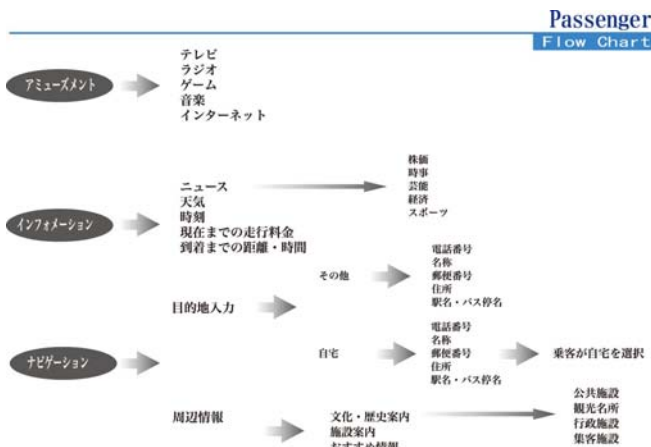 Passenger
Flow Chart
アミューズメント
テレビ
ラジオ
ゲーム
音楽
インターネット
インフォメーション
ニュース
天気
時刻
現在までの走行料金
到着までの距離・時間
株価
時事
芸能
経済
スポーツ
ナビゲーション
目的地入力
その他
電話番号
名称
郵便番号
住所
駅名・バス停名
自宅
電話番号
名称
郵便番号
住所
駅名・バス停名
乗客が自宅を選択
周辺情報
文化・歴史案内
施設案内
おすすめ情報
公共施設
観光名所
行政施設
集客施設